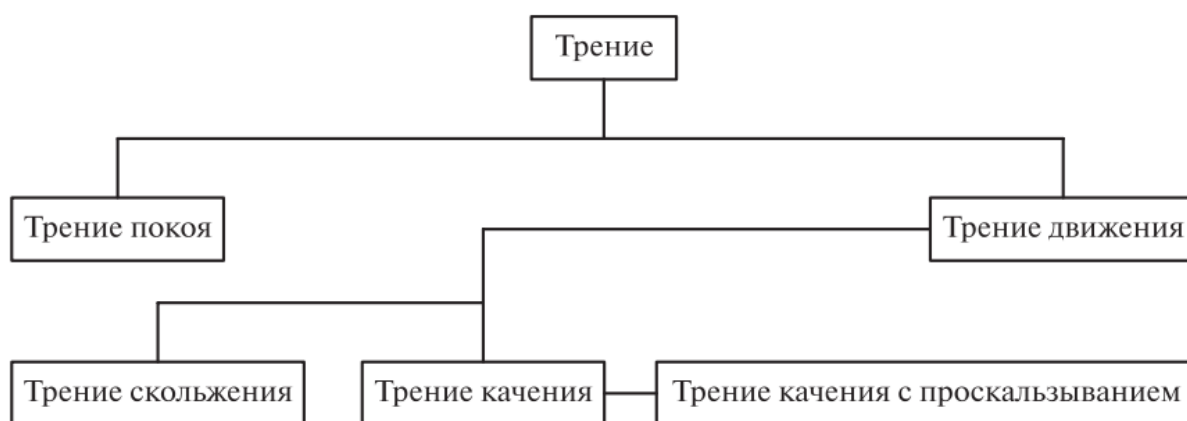 Трение
Трение покоя
Трение движения
Трение скольжения
Трение качения
Трение качения с проскальзыванием